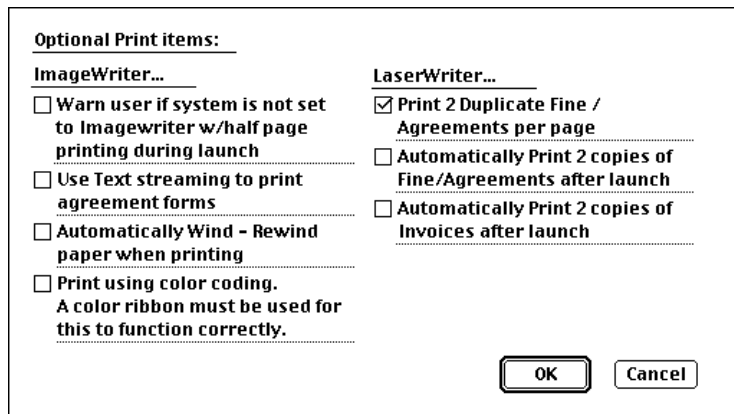 Optional Print items:
ImageWriter...
Warn user if system is not set
to Imagewriter w/half page
printing during launch
Use Text streaming to print
agreement forms
Automatically Wind - Rewind
paper when printing
Print using color coding.
A color ribbon must be used for
this to function correctly.
LaserWriter...
Print 2 Duplicate Fine /
Agreements per page
Automatically Print 2 copies of
Fine/Agreements after launch
Automatically Print 2 copies of
Invoices after launch
OK
Cancel